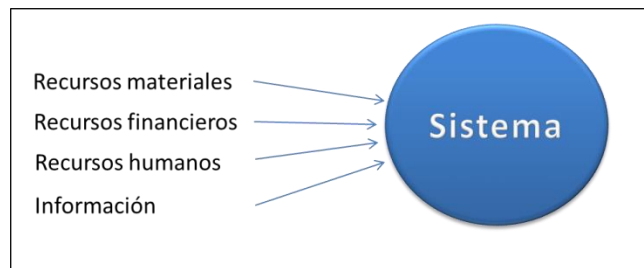 Recursos materiales
Recursos financieros
Recursos humanos
Información
Sistema